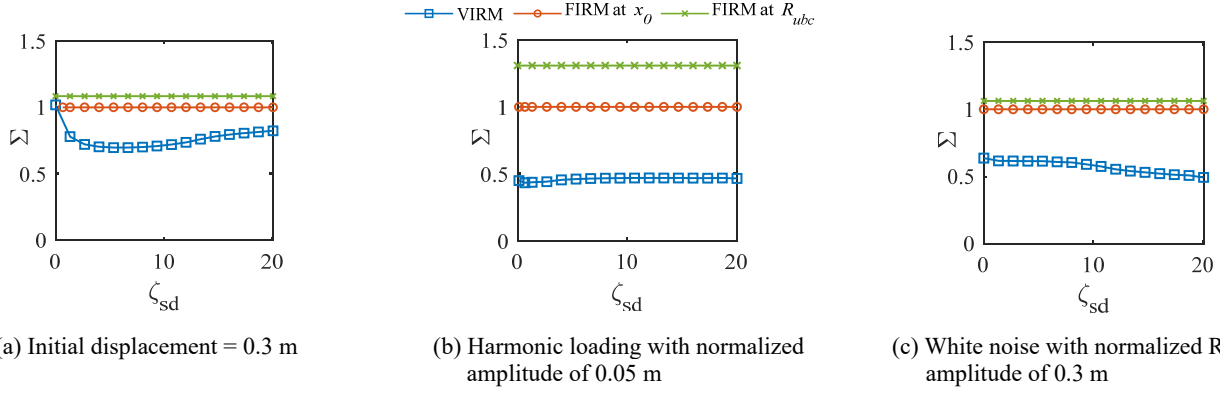 VIRM FIRM at x0 FIRM at Rubc
1.5 1 0.5 0 Σ 0 10 20 ζsd
1.5 1 0.5 0 Σ 0 10 20 ζsd
1.5 1 0.5 0 Σ 0 10 20 ζsd
(a) Initial displacement = 0.3 m
(b) Harmonic loading with normalized
amplitude of 0.05 m
(c) White noise with normalized R
amplitude of 0.3 m